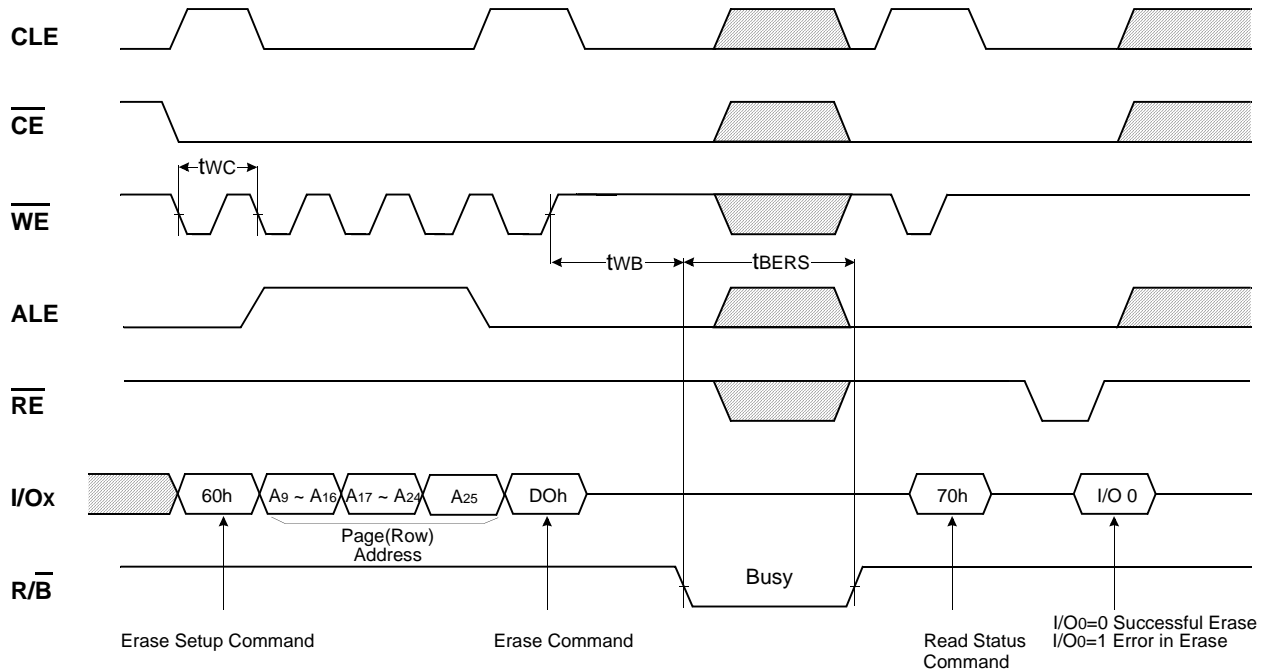 CLE
CE
tWC
WE
tWB
tBERS
ALE
RE
I/Ox
60h
A9 ~ A16
A17 ~ A24
A25
DOh
70h
I/O 0
Page(Row)
Address
R/B
Busy
Erase Setup Command
Erase Command
Read Status
Command
I/O0=0 Successful Erase
I/O0=1 Error in Erase